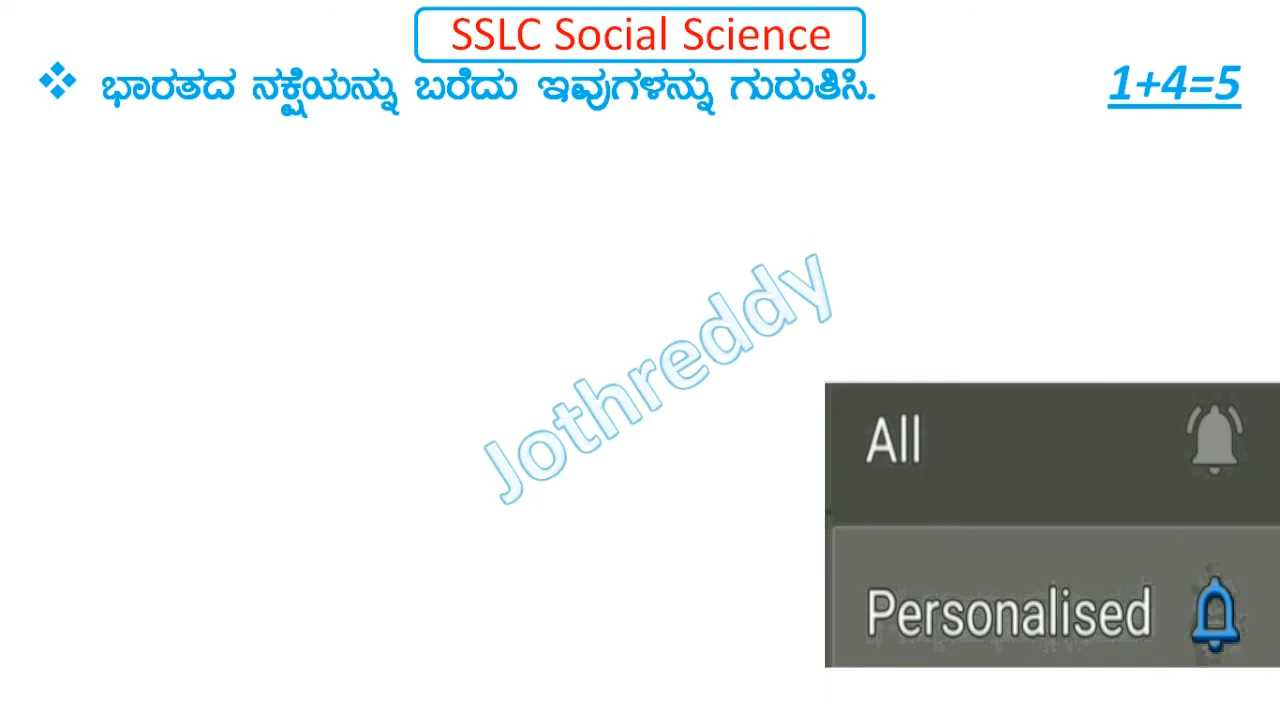 SSLC Social Science
❖ ಭಾರತದ ನಕ್ಷೆಯನ್ನು ಬರೆದು ಇವುಗಳನ್ನು ಗುರುತಿಸಿ. 1+4=5
Jothreddy
All
Personalised